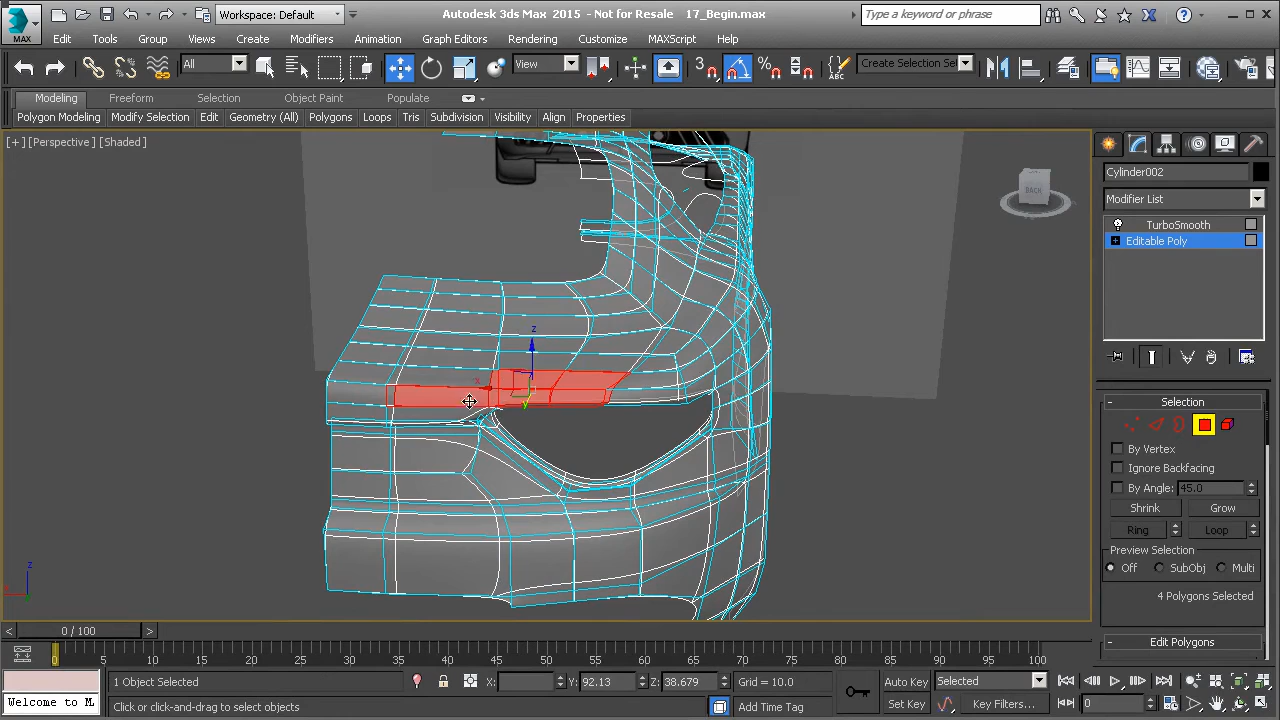 Autodesk 3ds Max 2015 - Not for Resale 17_Begin.max
Workspace: Default
Type a keyword or phrase
MAX
Edit Tools Group Views Create Modifiers Animation Graph Editors Rendering Customize MAXScript Help
All View 3 % ABC Create Selection Se
Modeling Freeform Selection Object Paint Populate
Polygon Modeling Modify Selection Edit Geometry (All) Polygons Loops Tris Subdivision Visibility Align Properties
[+][Perspective][Shaded]
BACK
z
x
y
z
Cylinder002
Modifier List
TurboSmooth
Editable Poly
- Selection
By Vertex
Ignore Backfacing
By Angle: 45.0
Shrink Grow
Ring Loop
Preview Selection
Off SubObj Multi
4 Polygons Selected
- Edit Polygons
< 0 / 100 >
0 5 10 15 20 25 30 35 40 45 50 55 60 65 70 75 80 85 90 95 100
1 Object Selected X: Y: 92.13 Z: 38.679 Grid = 10.0 Auto Key Selected
Welcome to M Click or click-and-drag to select objects Add Time Tag Set Key Key Filters... 0